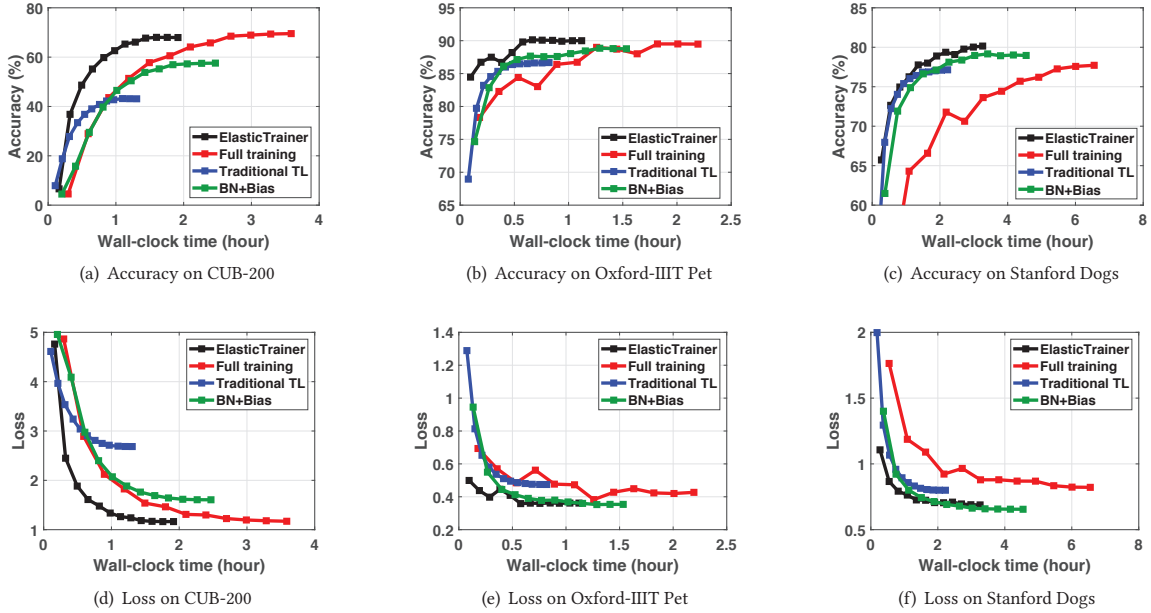 Accuracy (%)
80
60
40
20
0
0
1
2
3
4
ElasticTrainer
Full training
Traditional TL
BN+Bias
Wall-clock time (hour)
(a) Accuracy on CUB-200
Accuracy (%)
95
90
85
80
75
70
65
0
0.5
1
1.5
2
2.5
ElasticTrainer
Full training
Traditional TL
BN+Bias
Wall-clock time (hour)
(b) Accuracy on Oxford-IIIT Pet
Accuracy (%)
85
80
75
70
65
60
0
2
4
6
8
ElasticTrainer
Full training
Traditional TL
BN+Bias
Wall-clock time (hour)
(c) Accuracy on Stanford Dogs
Loss
5
4
3
2
1
0
1
2
3
4
ElasticTrainer
Full training
Traditional TL
BN+Bias
Wall-clock time (hour)
(d) Loss on CUB-200
Loss
1.4
1.2
1
0.8
0.6
0.4
0.2
0
0.5
1
1.5
2
2.5
ElasticTrainer
Full training
Traditional TL
BN+Bias
Wall-clock time (hour)
(e) Loss on Oxford-IIIT Pet
Loss
2
1.5
1
0.5
0
2
4
6
8
ElasticTrainer
Full training
Traditional TL
BN+Bias
Wall-clock time (hour)
(f) Loss on Stanford Dogs